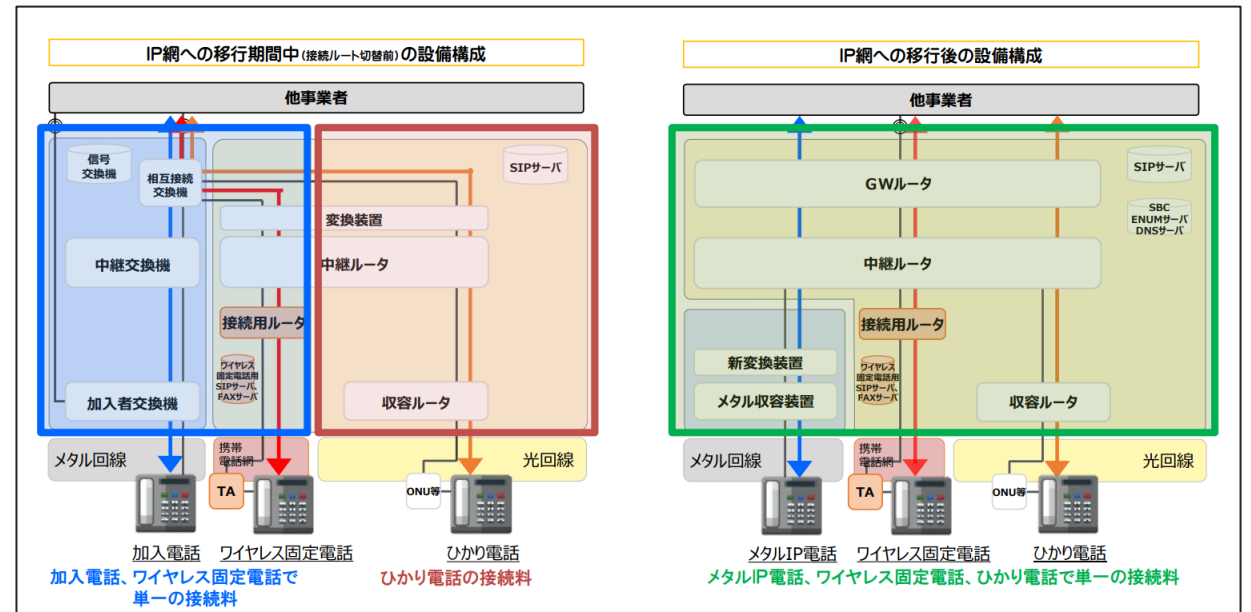 IP網への移行期間中(接続ルート切替前)の設備構成
他事業者
信号
交換機
相互接続
交換機
SIPサーバ
変換装置
中継交換機
中継ルータ
接続用ルータ
ワイヤレス
固定電話用
SIPサーバ、
FAXサーバ
加入者交換機
収容ルータ
メタル回線
携帯
電話網
光回線
TA
ONU等
加入電話
ワイヤレス固定電話
ひかり電話
加入電話、ワイヤレス固定電話で
単一の接続料
ひかり電話の接続料
IP網への移行後の設備構成
他事業者
SIPサーバ
GWルータ
SBC
ENUMサーバ
DNSサーバ
中継ルータ
接続用ルータ
新変換装置
ワイヤレス
固定電話用
SIPサーバ、
FAXサーバ
メタル収容装置
収容ルータ
メタル回線
携帯
電話網
光回線
TA
ONU等
メタルIP電話
ワイヤレス固定電話
ひかり電話
メタルIP電話、ワイヤレス固定電話、ひかり電話で単一の接続料